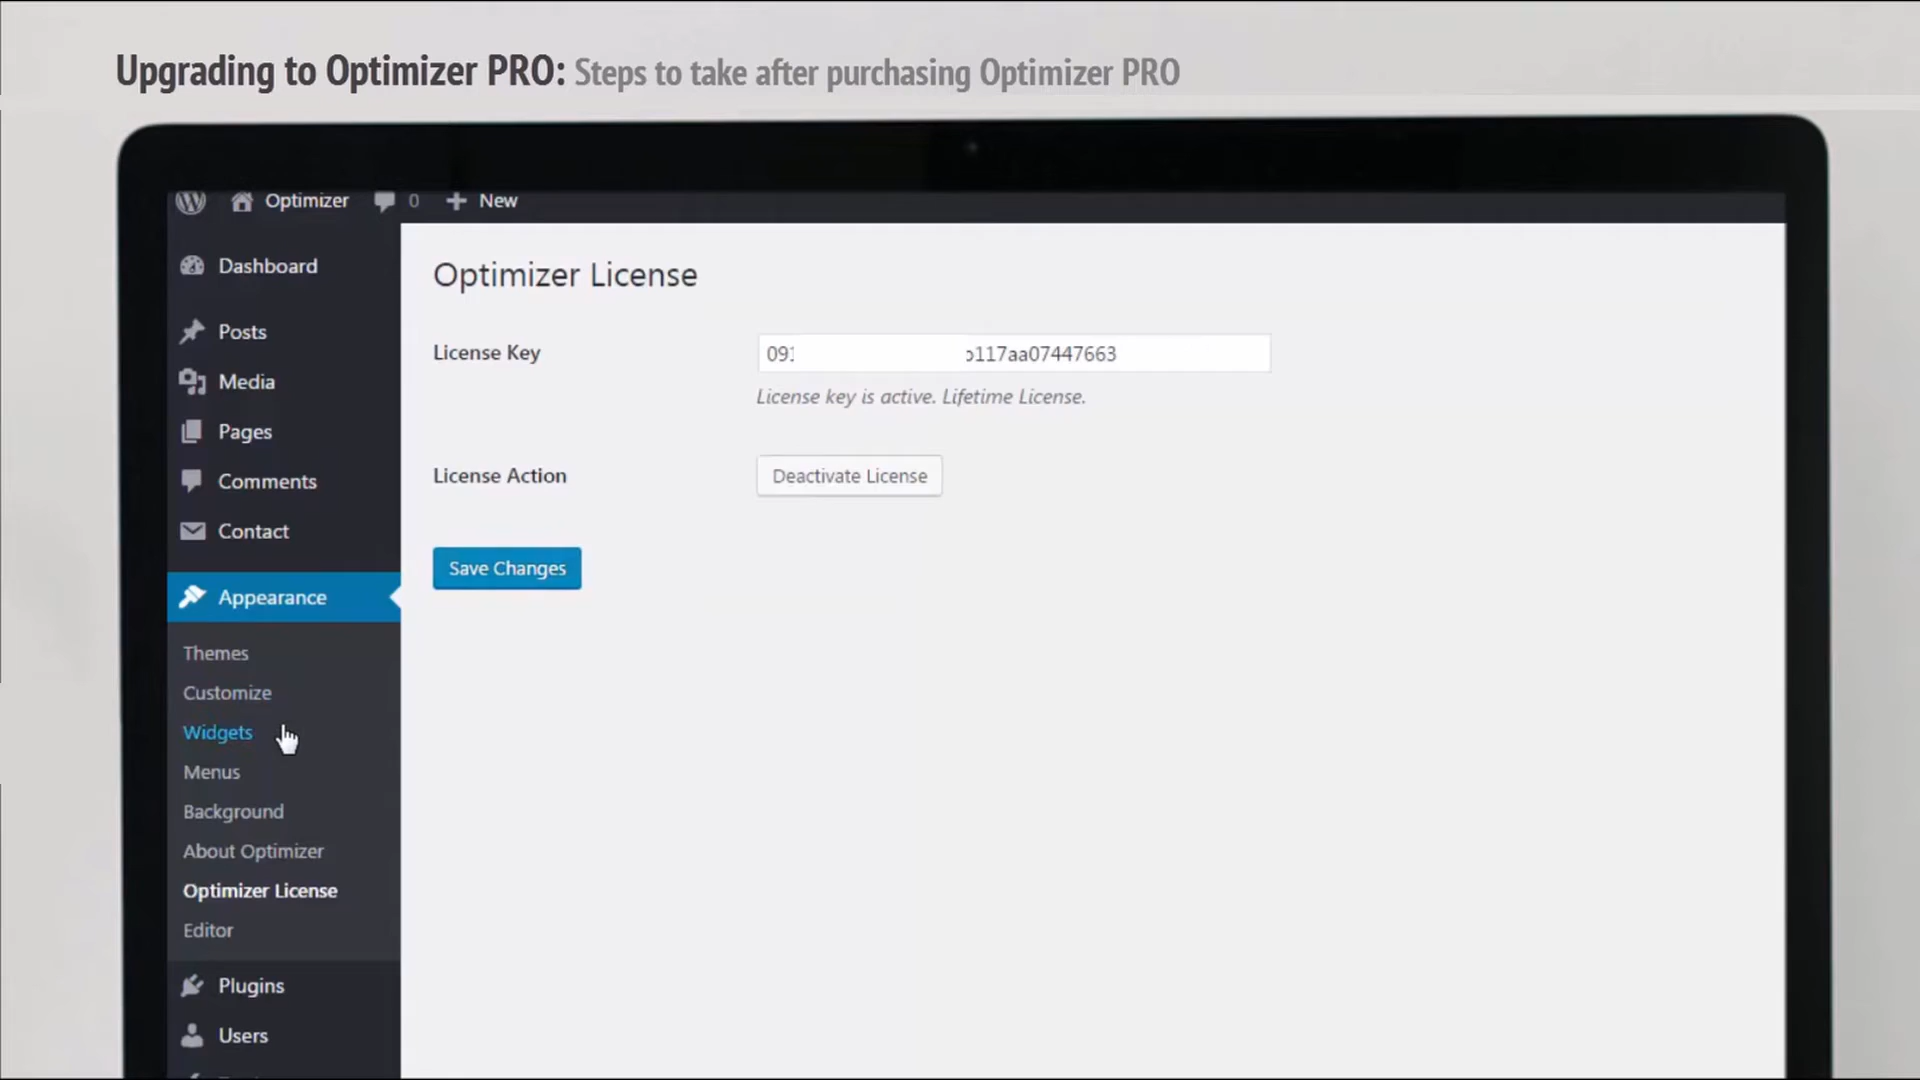 Upgrading to Optimizer PRO: Steps to take after purchasing Optimizer PRO
Optimizer 0 New
Dashboard
Posts
Media
Pages
Comments
Contact
Appearance
Themes
Customize
Widgets
Menus
Background
About Optimizer
Optimizer License
Editor
Plugins
Users
Optimizer License
License Key
117aa07447663
License key is active. Lifetime License.
License Action
Deactivate License
Save Changes